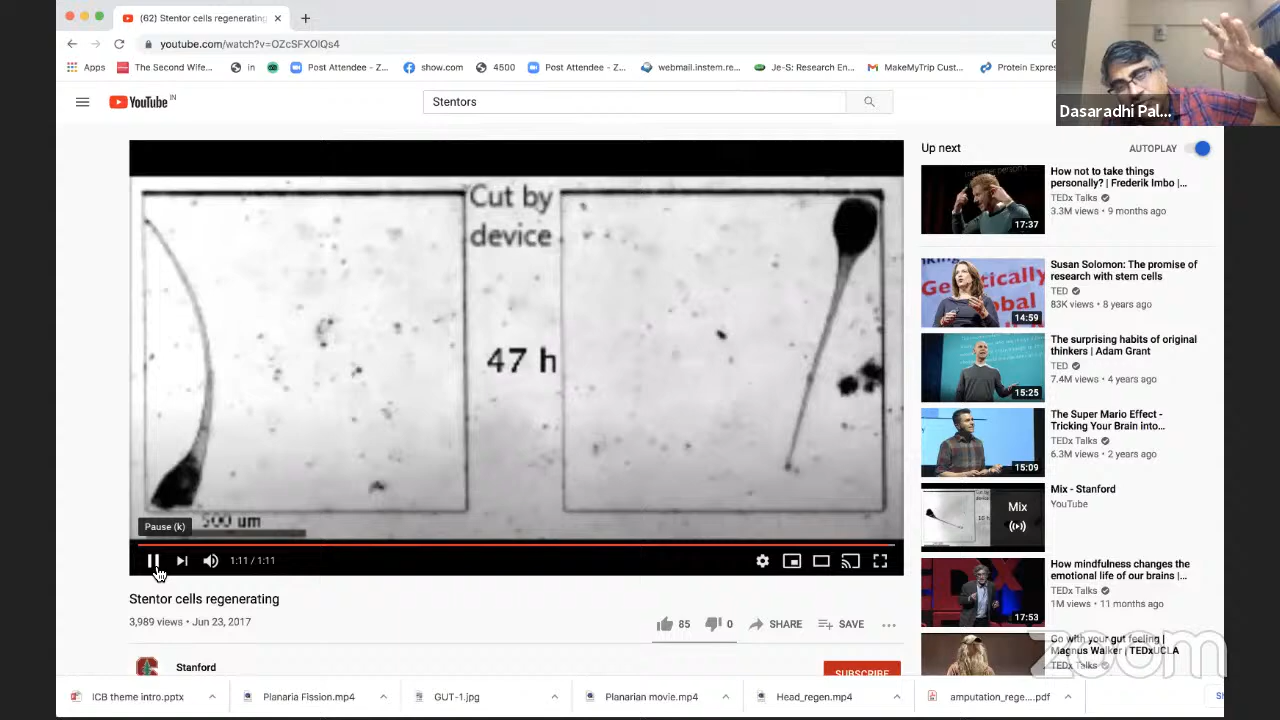 (62) Stentor cells regenerating
youtube.com/watch?v=OZcSFXOlQs4
Apps
The Second Wife...
in
Post Attendee - Z...
show.com
4500
Post Attendee - Z...
webmail.instem.re...
Je-S: Research En...
MakeMyTrip Cust...
Protein Expres
Dasaradhi Pal...
YouTube IN
Stentors
Cut by
device
47 h
500 um
Pause (k)
1:11 / 1:11
Stentor cells regenerating
3,989 views • Jun 23, 2017
85
0
SHARE
SAVE
Stanford
SUBSCRIBE
Up next
AUTOPLAY
17:37
How not to take things
personally? | Frederik Imbo |...
TEDx Talks
3.3M views • 9 months ago
14:59
Susan Solomon: The promise of
research with stem cells
TED
83K views • 8 years ago
15:25
The surprising habits of original
thinkers | Adam Grant
TED
7.4M views • 4 years ago
15:09
The Super Mario Effect -
Tricking Your Brain into...
TEDx Talks
6.3M views • 2 years ago
Mix
Mix - Stanford
YouTube
17:53
How mindfulness changes the
emotional life of our brains |...
TEDx Talks
1M views • 11 months ago
Go with your gut feeling |
Magnus Walker | TEDxUCLA
TEDx Talks
zoom
ICB theme intro.pptx
Planaria Fission.mp4
GUT-1.jpg
Planarian movie.mp4
Head_regen.mp4
amputation_rege....pdf